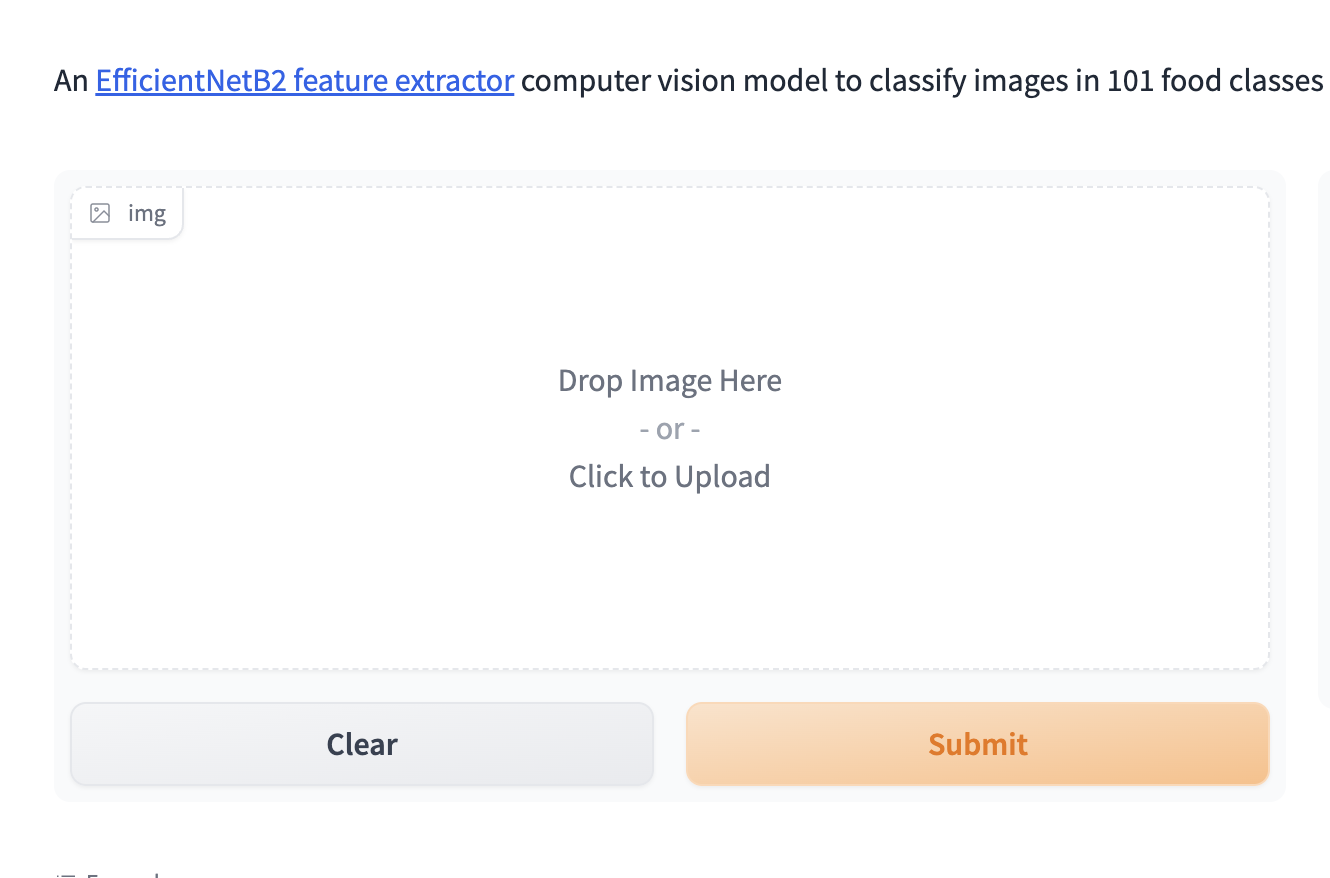 An EfficientNetB2 feature extractor computer vision model to classify images in 101 food classes
img
Drop Image Here
- or -
Click to Upload
Clear
Submit